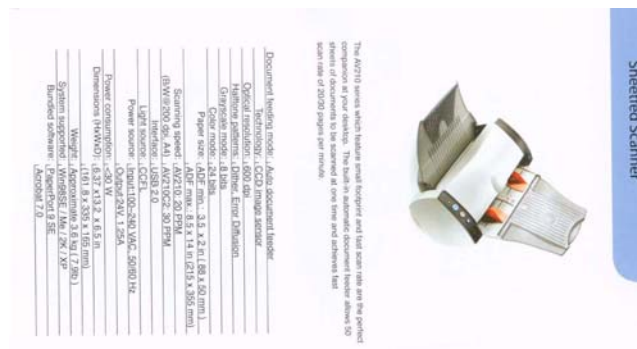 Sheetfed Scanner
The AV210 series which feature small footprint and fast scan rate are the perfect
companion at your desktop. The built-in automatic document feeder allows 50
sheets of documents to be scanned at one time and achieves fast
scan rate of 20/30 pages per minute.
Document feeding mode: Auto document feeder
Technology: CCD image sensor
Optical resolution: 600 dpi
Halftone patterns: Dither, Error Diffusion
Grayscale mode: 8 bits
Color mode: 24 bits
Paper size: ADF min.: 3.5 x 2 in ( 88 x 50 mm )
ADF max.: 8.5 x 14 in (215 x 355 mm)
Scanning speed: AV210: 20 PPM
(B/W@200 dpi, A4) AV210C2: 30 PPM
Interface: USB 2.0
Light source: CCFL
Power source: Input:100~240 VAC, 50/60 Hz
Output:24V, 1.25A
Power consumption: <30 W
Dimensions (HxWxD): 6.37 x 13.2 x 6.5 in
(161.8 x 335 x 165 mm)
Weight: Approximate 3.6 kg ( 7.9lb )
System supported: Win98SE / Me / 2K / XP
Bundled software: PaperPort 9 SE
Acrobat 7.0